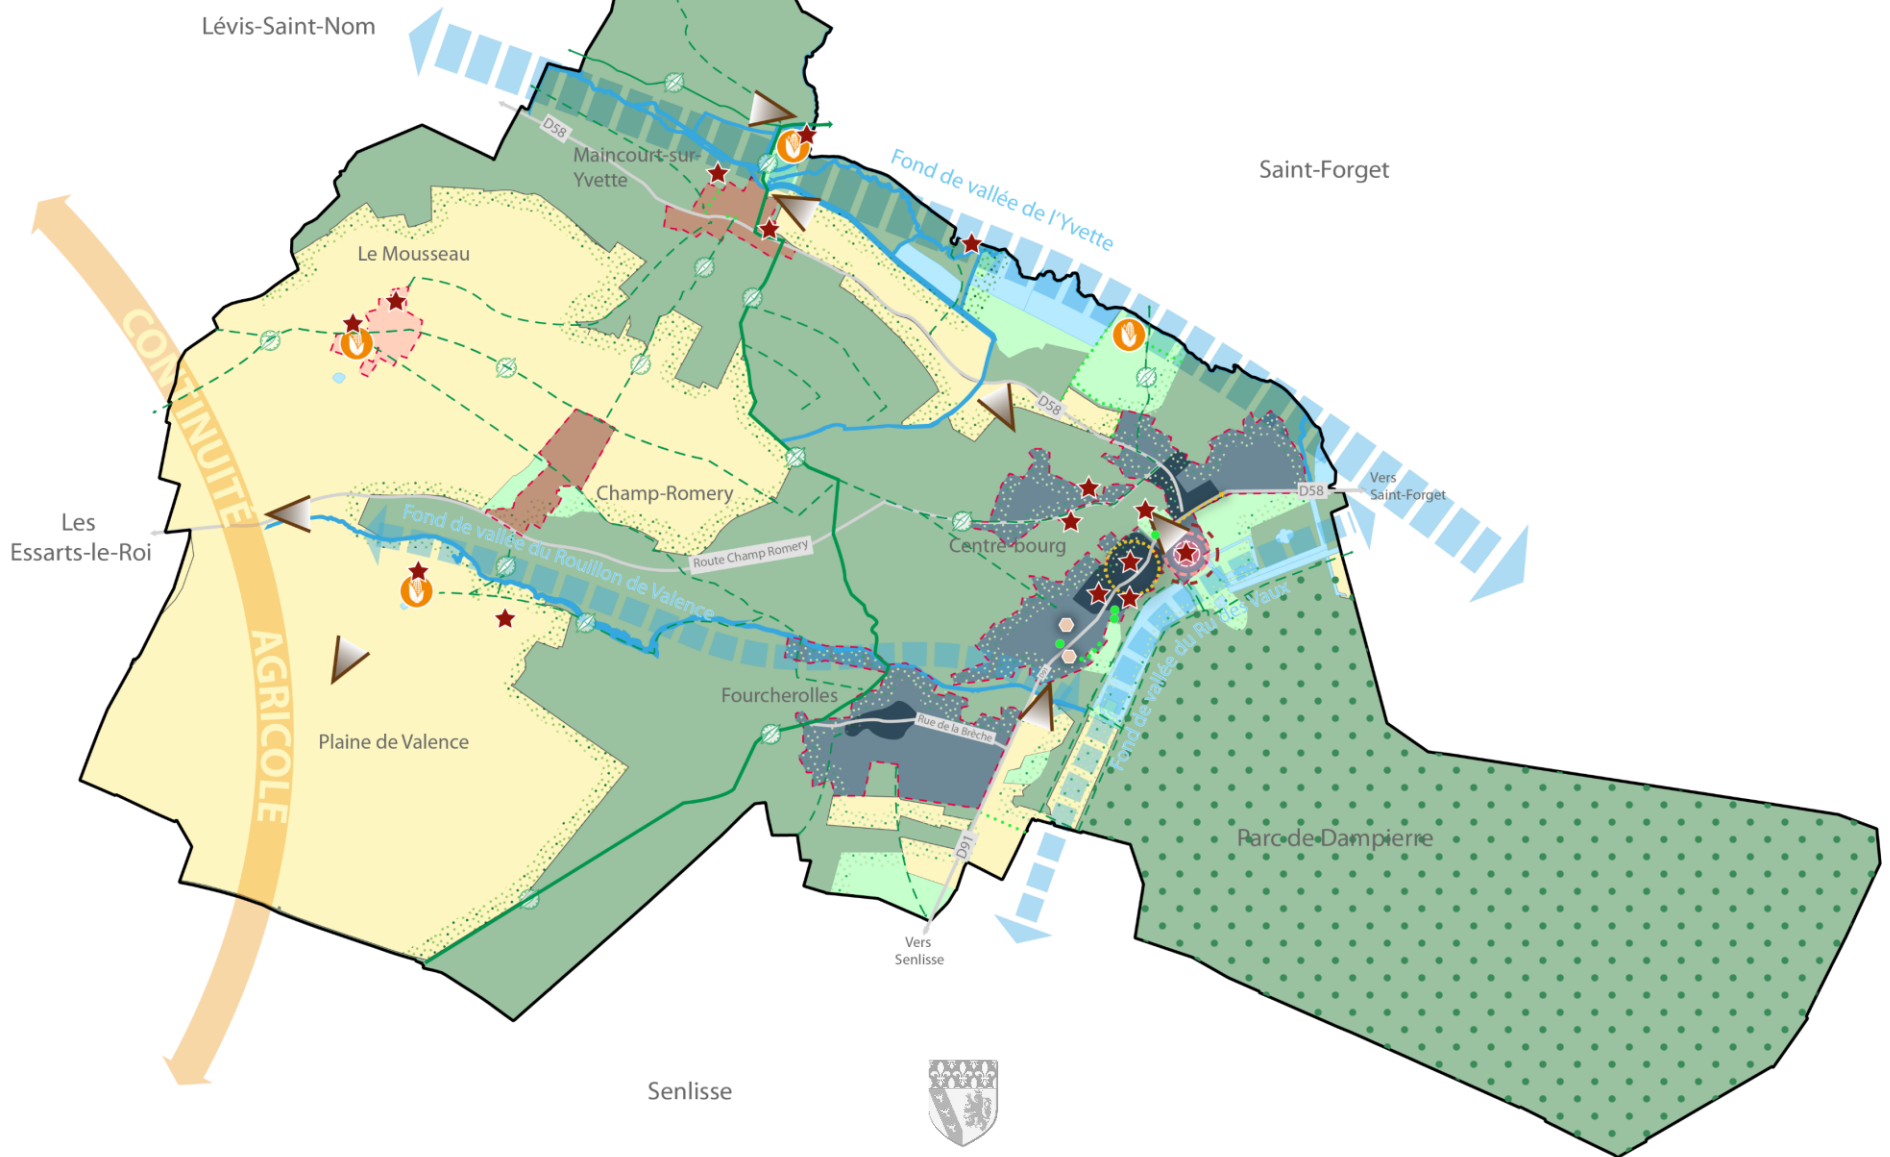 Lévis-Saint-Nom
Saint-Forget
D58
Maincourt-sur-
Yvette
Fond de vallée de l'Yvette
Le Mousseau
CONTINUITE AGRICOLE
D58
Champ-Romery
D58
Vers
Saint-Forget
Les
Essarts-le-Roi
Fond de vallée du Rouillon de Valence
Route Champ Romery
Centre-bourg
Fond de vallée du Ru des Vaux
Fourcherolles
Rue de la Brèche
Plaine de Valence
D91
Parc de Dampierre
Vers
Senlisse
Senlisse